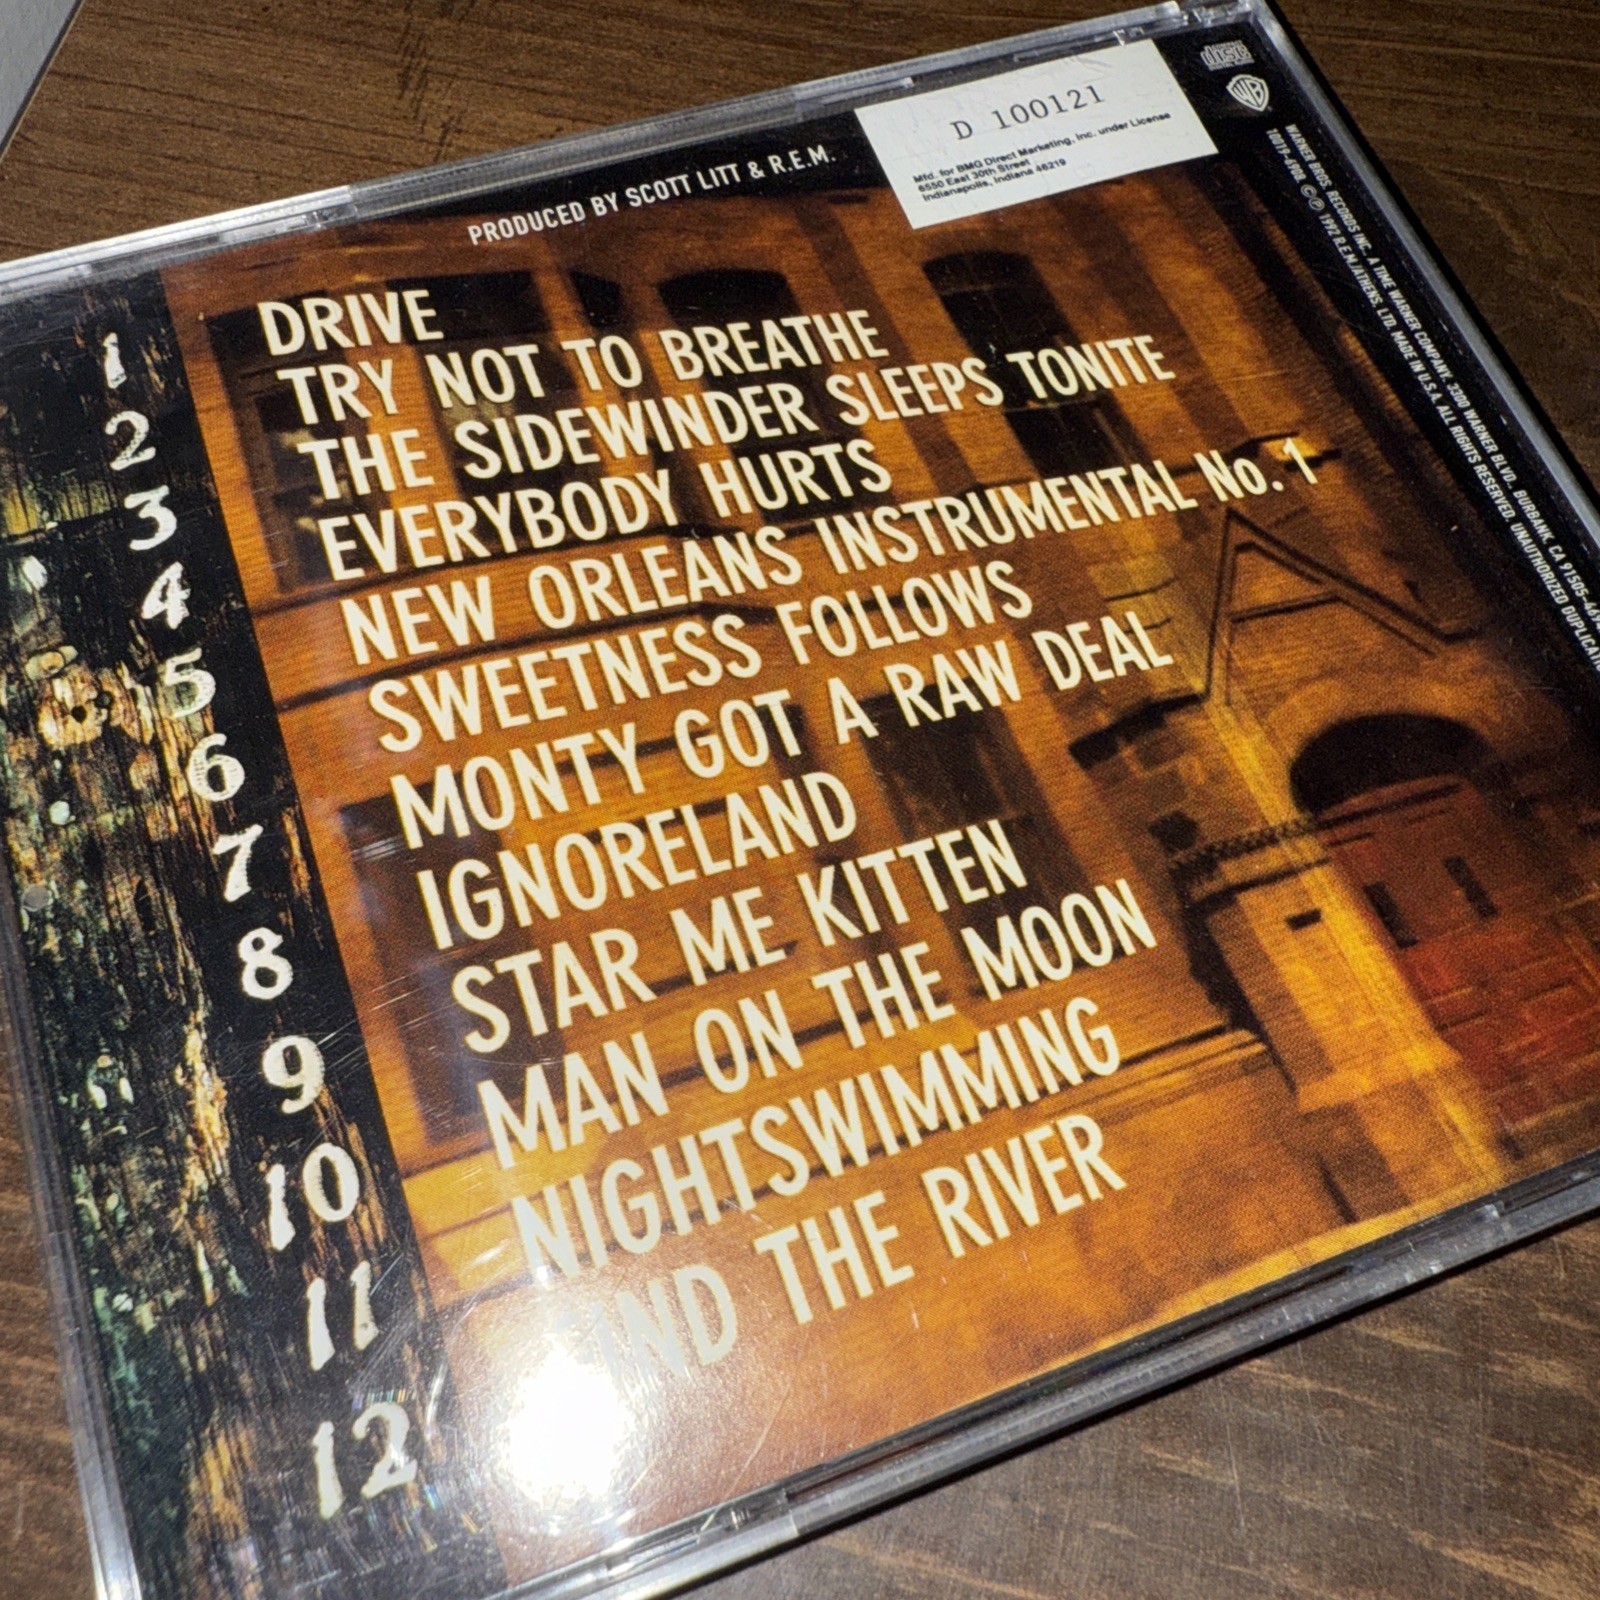 disc
WB
D 100121
Mfd. for BMG Direct Marketing, Inc. under License
6550 East 30th Street
Indianapolis, Indiana 46219
PRODUCED BY SCOTT LITT & R.E.M.
1 DRIVE
2 TRY NOT TO BREATHE
3 THE SIDEWINDER SLEEPS TONITE
4 EVERYBODY HURTS
5 NEW ORLEANS INSTRUMENTAL No. 1
6 SWEETNESS FOLLOWS
7 MONTY GOT A RAW DEAL
8 IGNORELAND
9 STAR ME KITTEN
10 MAN ON THE MOON
11 NIGHTSWIMMING
12 FIND THE RIVER
WARNER BROS. RECORDS INC. A TIME WARNER COMPANY. 3300 WARNER BLVD., BURBANK, CA
Ⓒ Ⓟ 1992 R.E.M./ATHENS, LTD. MADE IN U.S.A. ALL RIGHTS RESERVED. UNAUTHORIZED